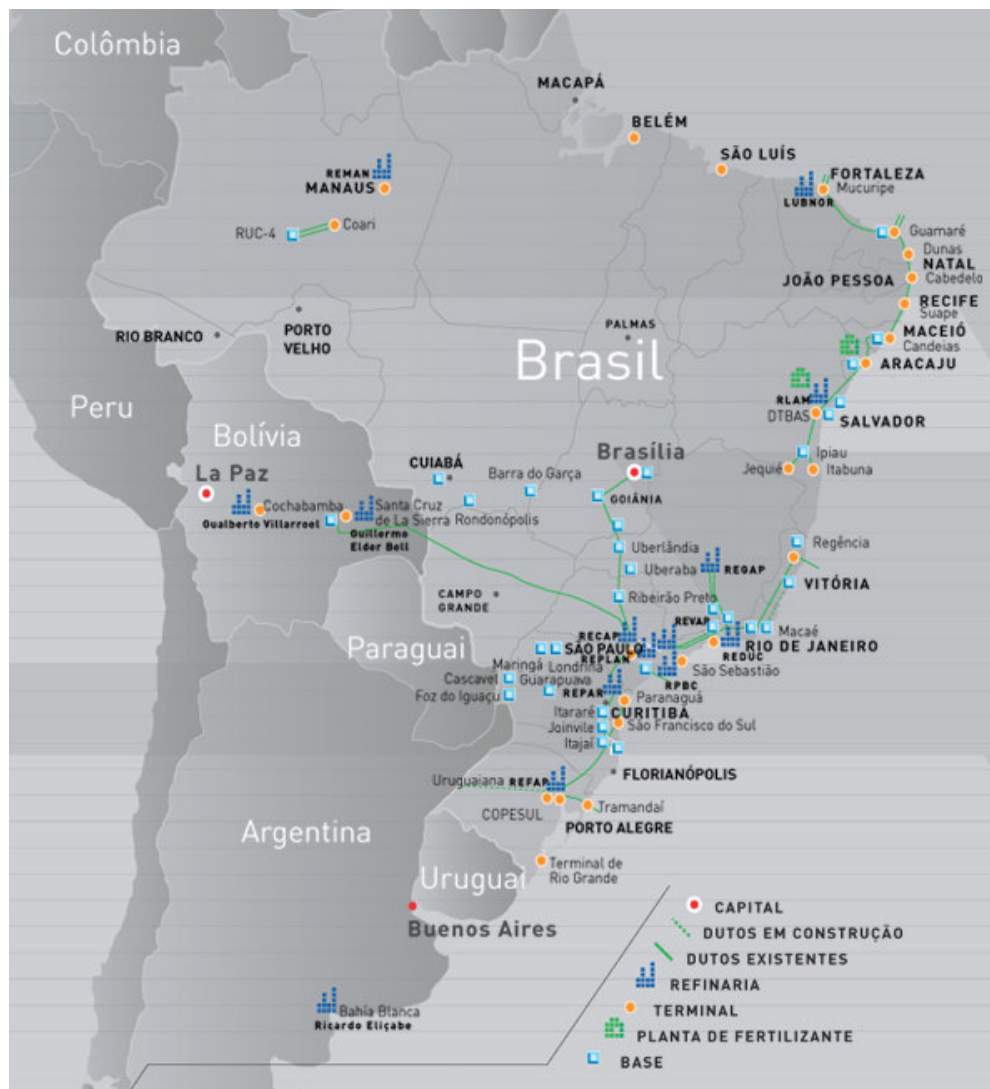 Colômbia
MACAPÁ
BELÉM
SÃO LUÍS
REMAN
MANAUS
FORTALEZA
Mucuripe
LUBNOR
RUC-4
Coari
Guamaré
Dunas
NATAL
JOÃO PESSOA
Cabedelo
RECIFE
Suape
RIO BRANCO
PORTO
VELHO
PALMAS
MACEIÓ
Candeias
Brasil
ARACAJU
Peru
RLAM
DTBAS
SALVADOR
Bolívia
La Paz
CUIABÁ
Barra do Garça
Brasília
Ipiau
Jequié
Itabuna
GOIÂNIA
Cochabamba
Gualberto Villarroel
Santa Cruz
de La Sierra
Rondonópolis
Guillermo
Elder Bell
Uberlândia
Regência
Uberaba
REGAP
VITÓRIA
CAMPO
GRANDE
Ribeirão Preto
REVAP
Macaé
RECAP
SÃO PAULO
RIO DE JANEIRO
Paraguai
REPLAN
REDUC
Maringá
Londrina
São Sebastião
Cascavel
Guarapuava
RPBC
Foz do Iguaçu
REPAR
Paranaguá
Itararé
CURITIBA
Joinvile
São Francisco do Sul
Itajaí
FLORIANÓPOLIS
Uruguaiana
REFAP
Tramandaí
COPESUL
PORTO ALEGRE
Argentina
Terminal de
Rio Grande
Uruguai
Buenos Aires
Bahía Blanca
Ricardo Eliçabe
CAPITAL
DUTOS EM CONSTRUÇÃO
DUTOS EXISTENTES
REFINARIA
TERMINAL
PLANTA DE FERTILIZANTE
BASE